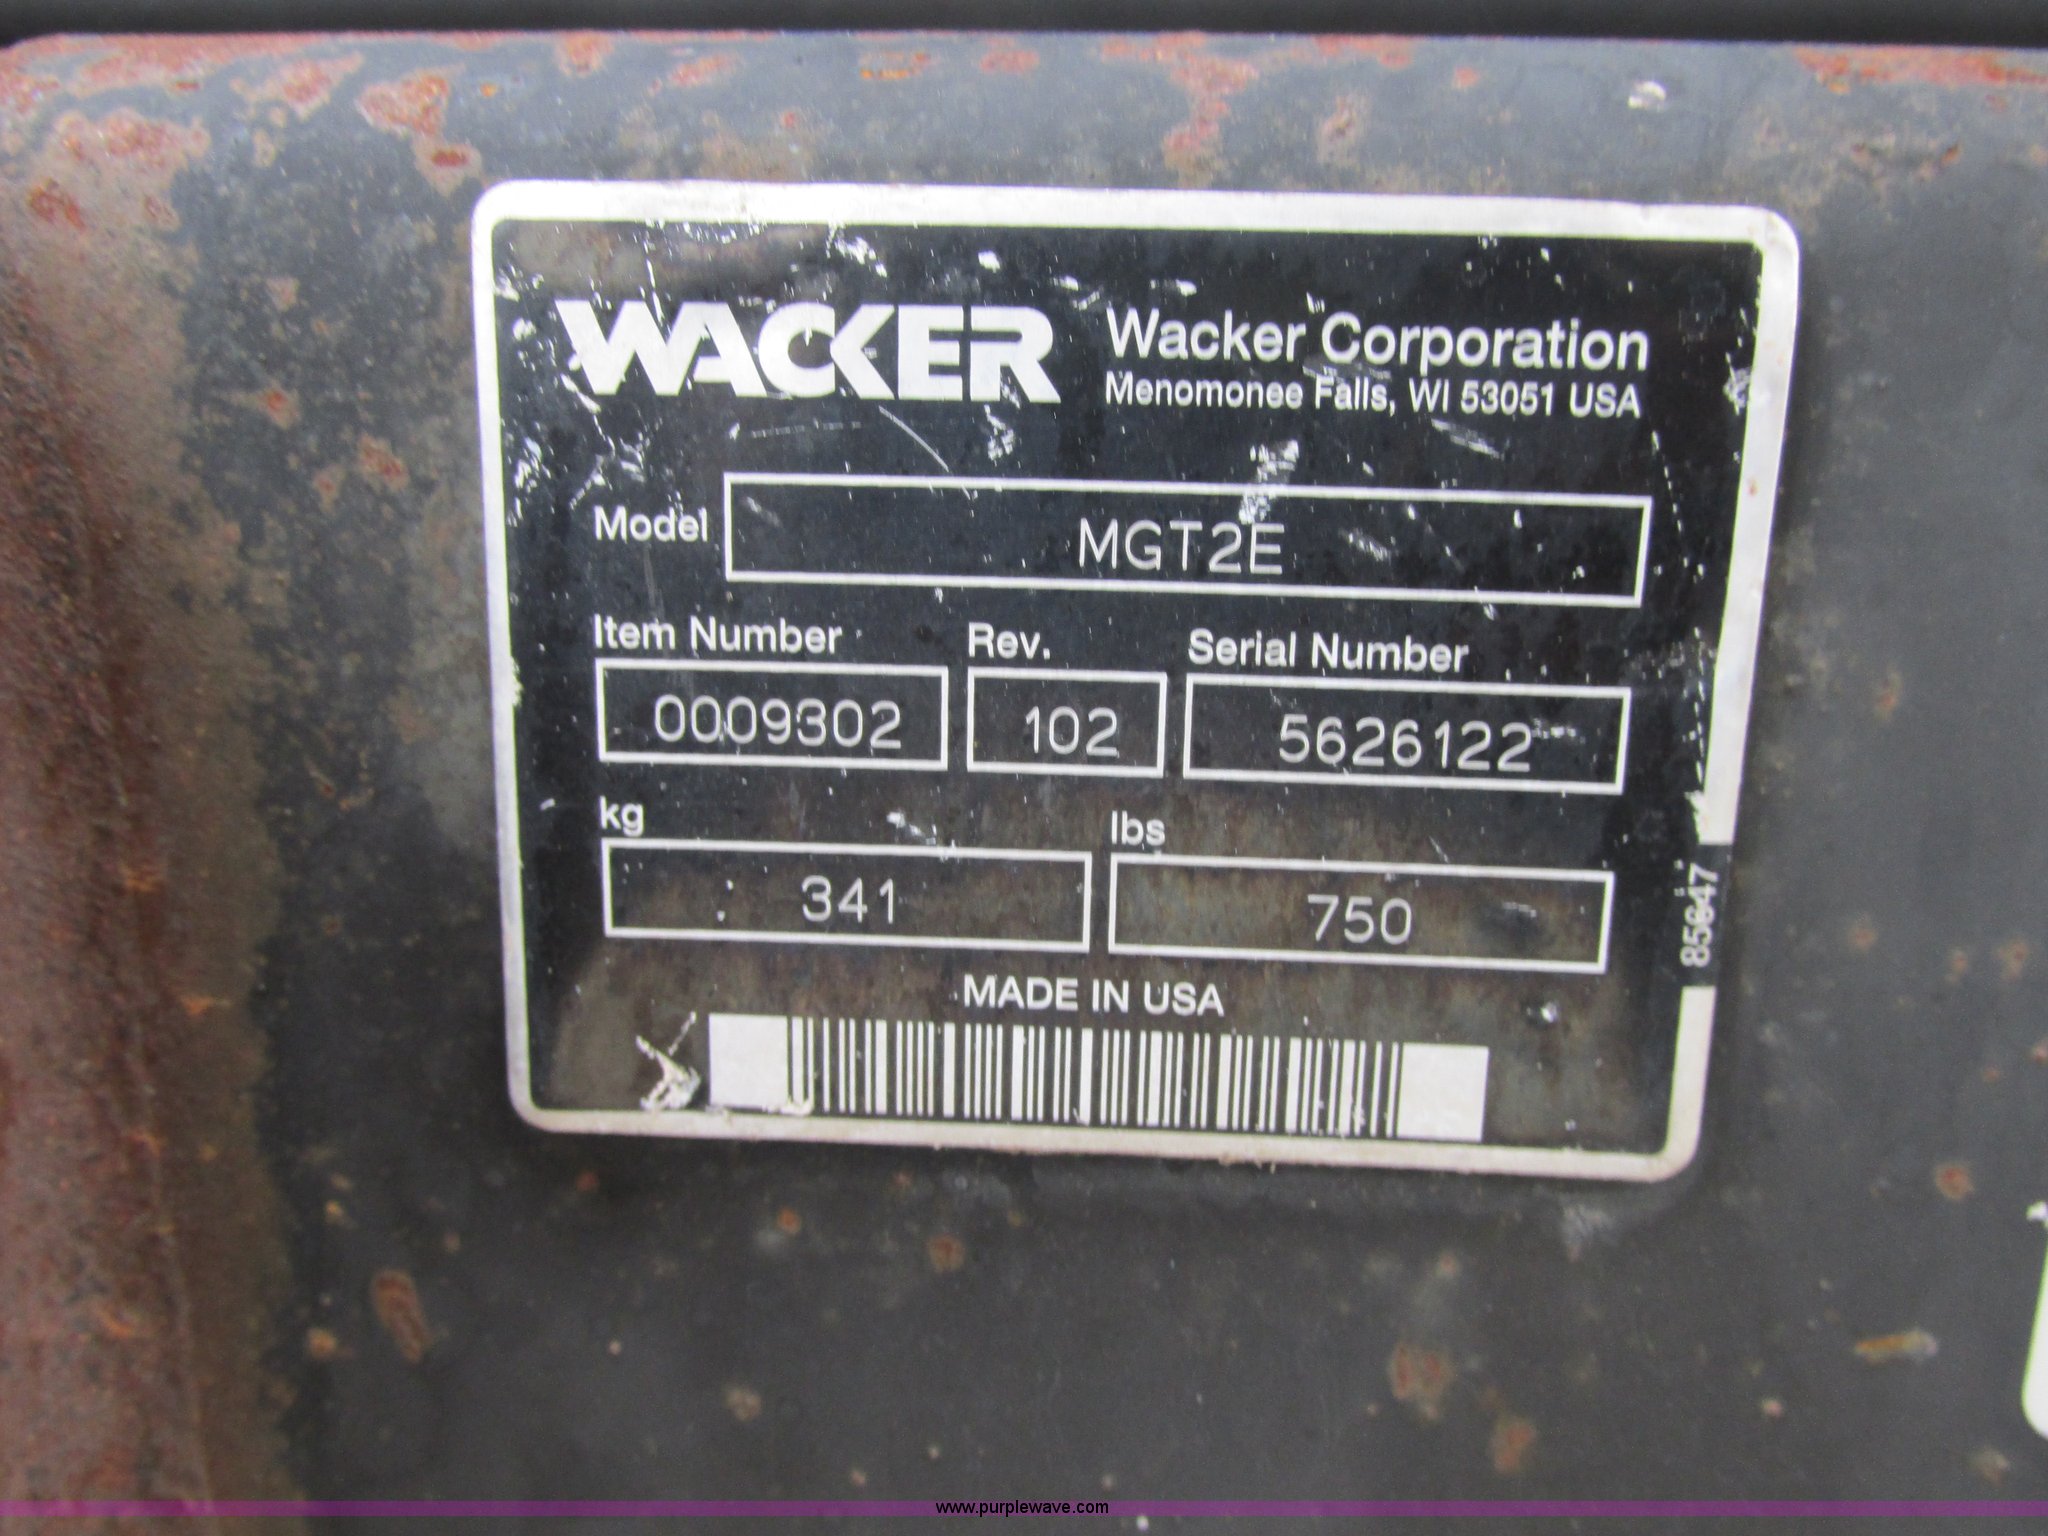 WACKER
Wacker Corporation
Menomonee Falls, WI 53051 USA
Model
MGT2E
Item Number
Rev.
Serial Number
0009302
102
5626122
kg
lbs
341
750
85647
MADE IN USA
www.purplewave.com